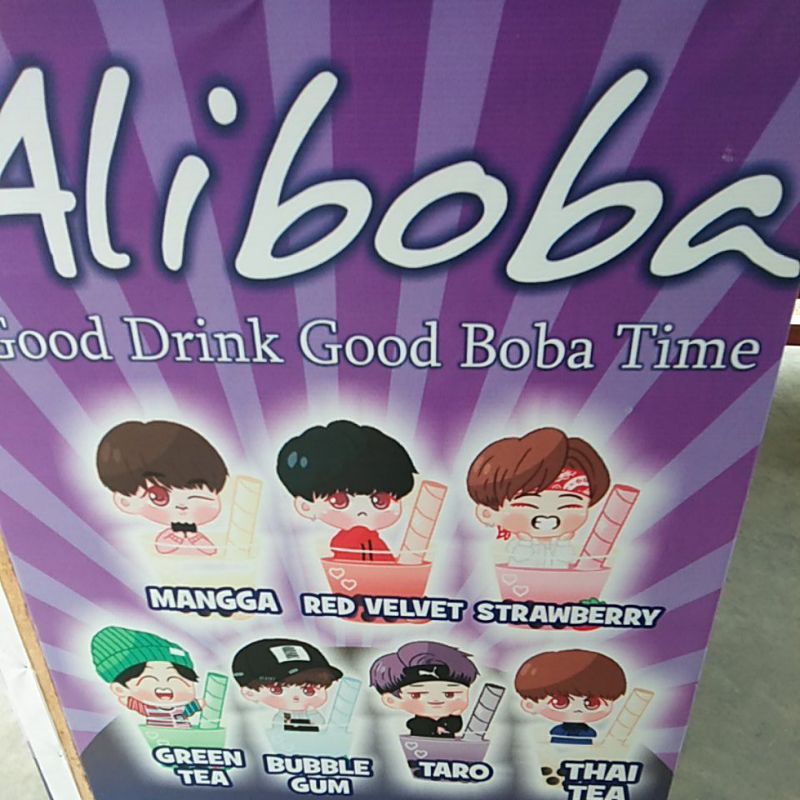 Aliboba
Good Drink Good Boba Time
MANGGA RED VELVET STRAWBERRY
GREEN TEA
BUBBLE GUM
TARO
THAI TEA